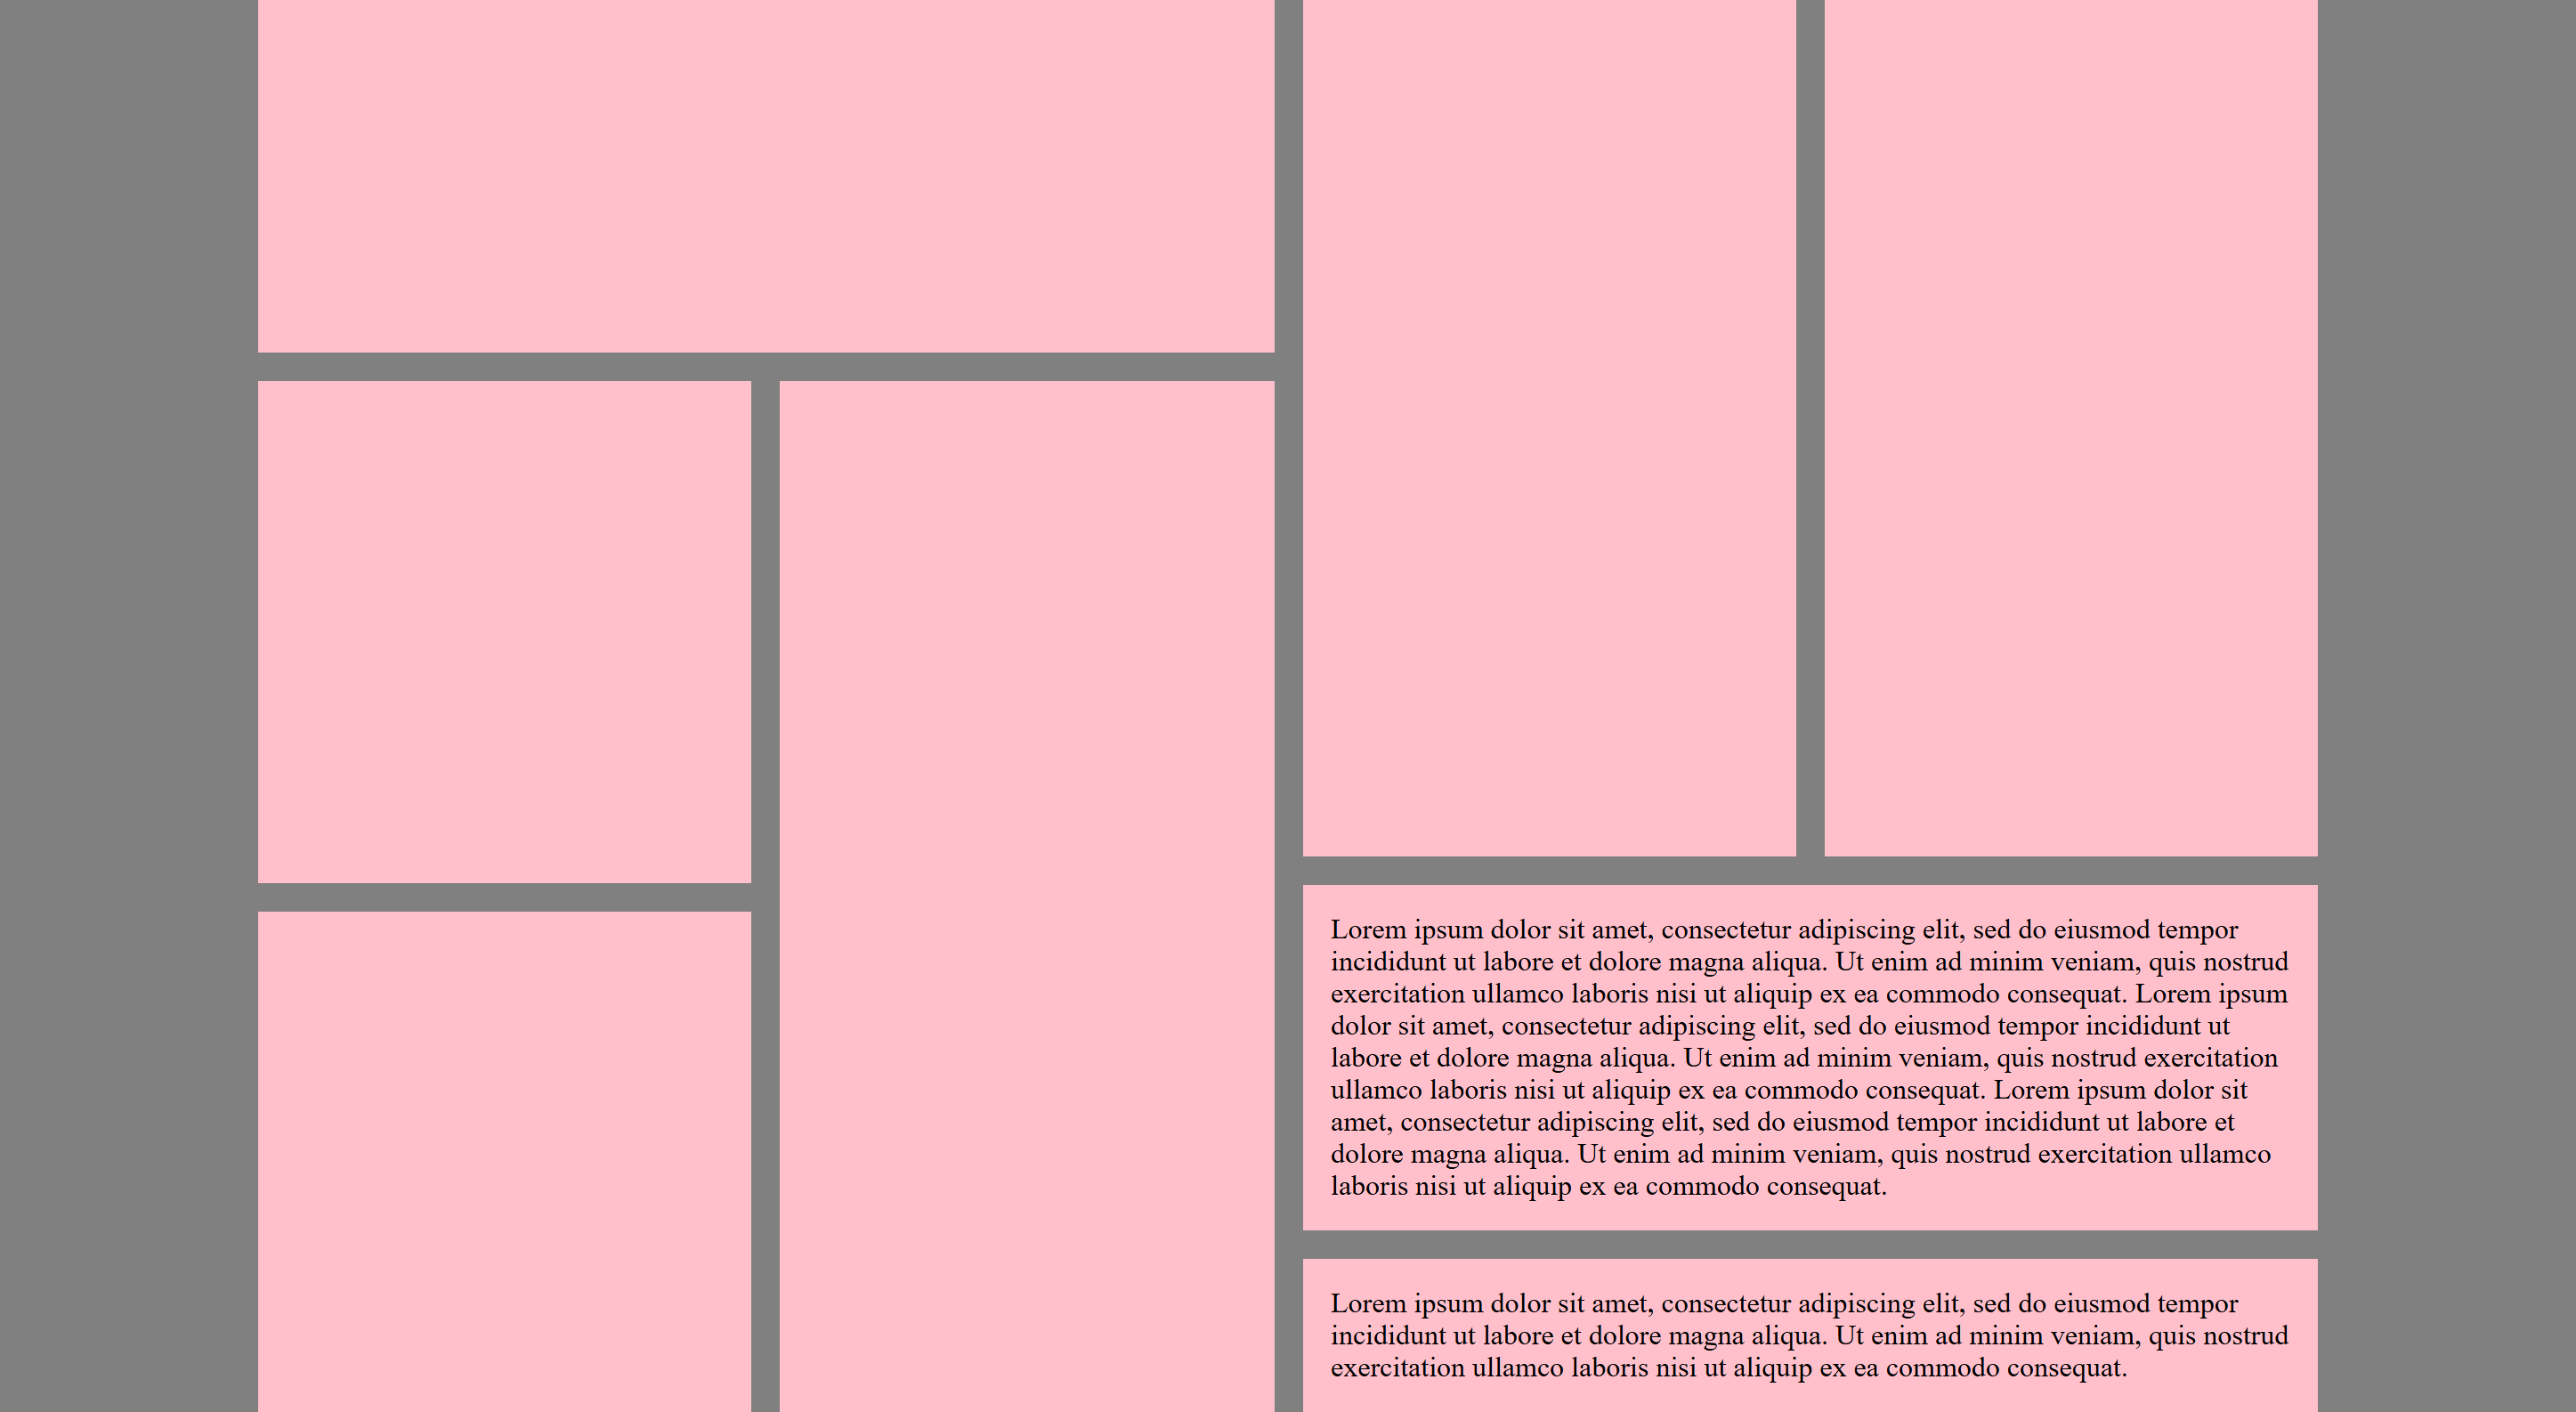 Lorem ipsum dolor sit amet, consectetur adipiscing elit, sed do eiusmod tempor
incididunt ut labore et dolore magna aliqua. Ut enim ad minim veniam, quis nostrud
exercitation ullamco laboris nisi ut aliquip ex ea commodo consequat. Lorem ipsum
dolor sit amet, consectetur adipiscing elit, sed do eiusmod tempor incididunt ut
labore et dolore magna aliqua. Ut enim ad minim veniam, quis nostrud exercitation
ullamco laboris nisi ut aliquip ex ea commodo consequat. Lorem ipsum dolor sit
amet, consectetur adipiscing elit, sed do eiusmod tempor incididunt ut labore et
dolore magna aliqua. Ut enim ad minim veniam, quis nostrud exercitation ullamco
laboris nisi ut aliquip ex ea commodo consequat.
Lorem ipsum dolor sit amet, consectetur adipiscing elit, sed do eiusmod tempor
incididunt ut labore et dolore magna aliqua. Ut enim ad minim veniam, quis nostrud
exercitation ullamco laboris nisi ut aliquip ex ea commodo consequat.